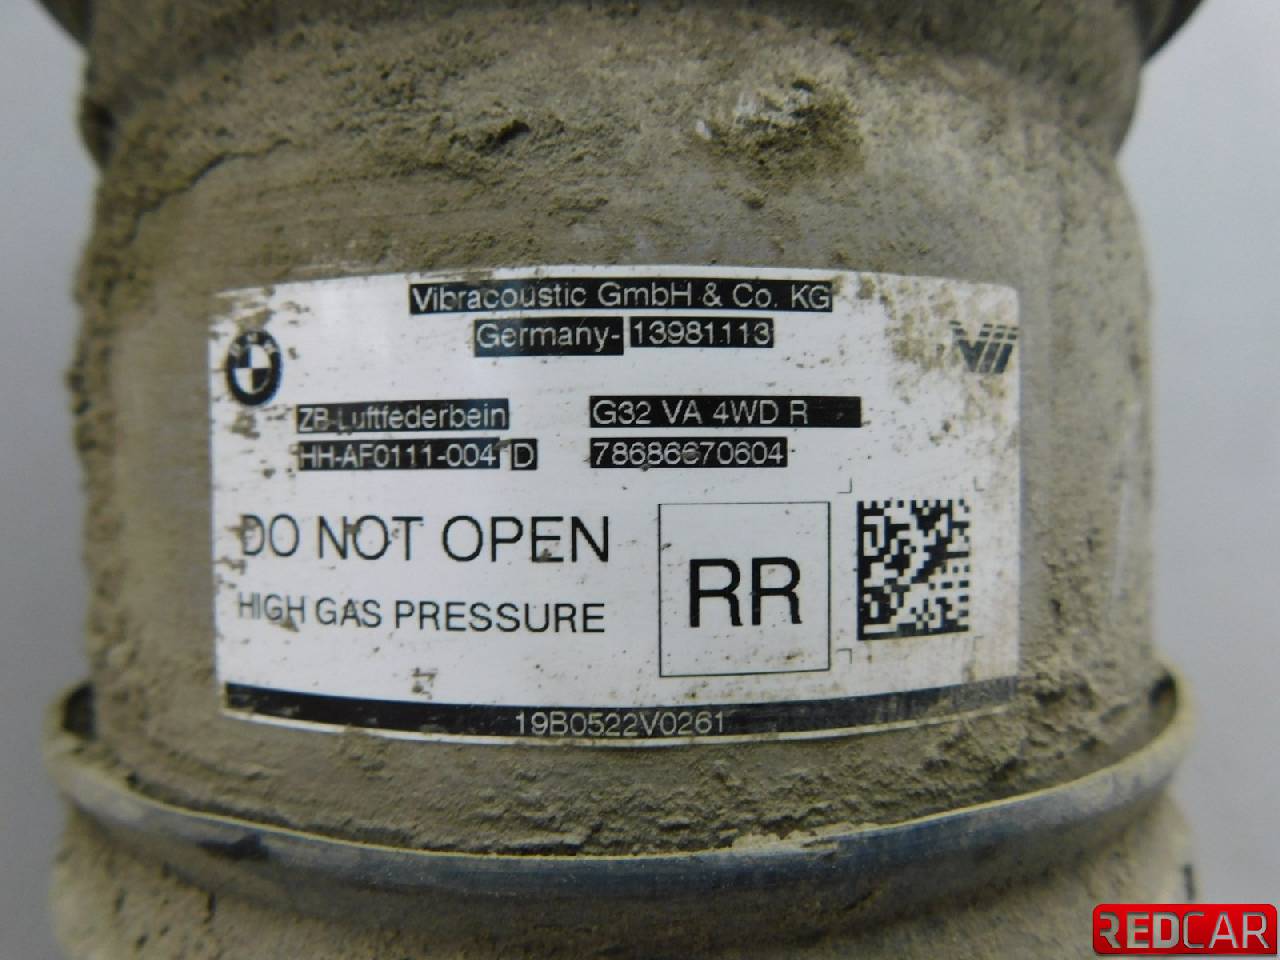 Vibracoustic GmbH & Co. KG
Germany- 13981113
BMW
ZB-Luftfederbein G32 VA 4WD R
HH-AF0111-004 D 78686670604
DO NOT OPEN
HIGH GAS PRESSURE
RR
19B0522V0261
REDCAR